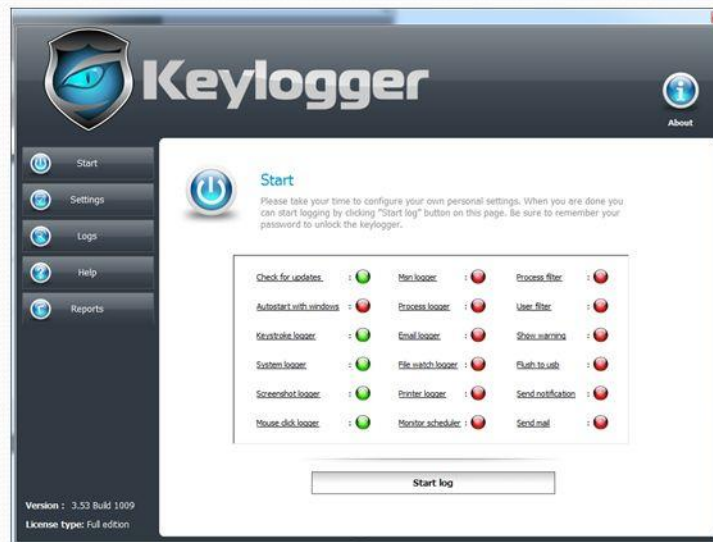 Keylogger
About
Start
Settings
Logs
Help
Reports
Start
Please take your time to configure your own personal settings. When you are done you
can start logging by clicking "Start log" button on this page. Be sure to remember your
password to unlock the keylogger.
Check for updates : Msn logger : Process filter :
Autostart with windows : Process logger : User filter :
Keystroke logger : Email logger : Show warning :
System logger : File watch logger : Flush to usb :
Screenshot logger : Printer logger : Send notification :
Mouse click logger : Monitor scheduler : Send mail :
Start log
Version : 3.53 Build 1009
License type: Full edition